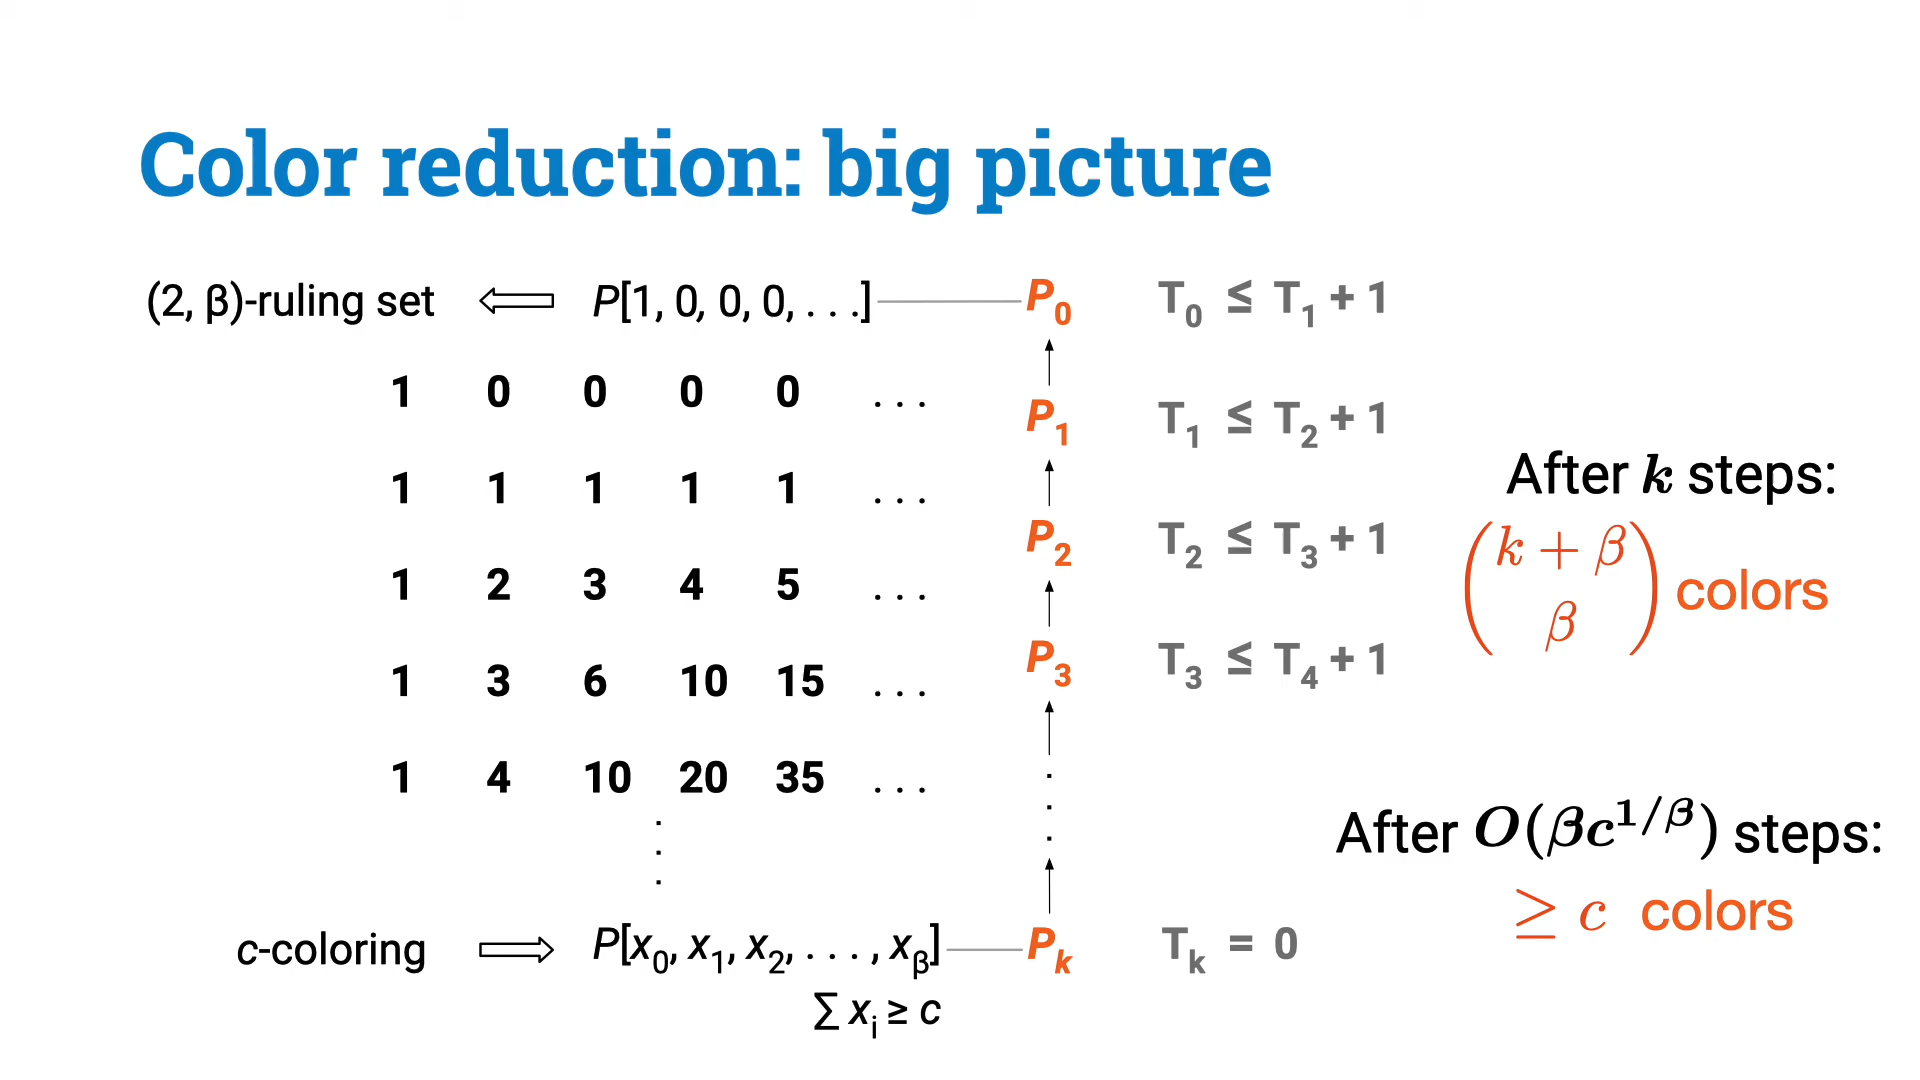 Color reduction: big picture
(2, β)-ruling set ⇐ P[1, 0, 0, 0, . . .] P₀ T₀ ≤ T₁ + 1
1 0 0 0 0 . . .
P₁ T₁ ≤ T₂ + 1
1 1 1 1 1 . . .
After k steps:
P₂ T₂ ≤ T₃ + 1
(k + β
β) colors
1 2 3 4 5 . . .
P₃ T₃ ≤ T₄ + 1
1 3 6 10 15 . . .
1 4 10 20 35 . . .
After O(βc^{1/β}) steps:
≥ c colors
c-coloring ⇒ P[x₀, x₁, x₂, . . . , x_β] P_k T_k = 0
∑ xᵢ ≥ c